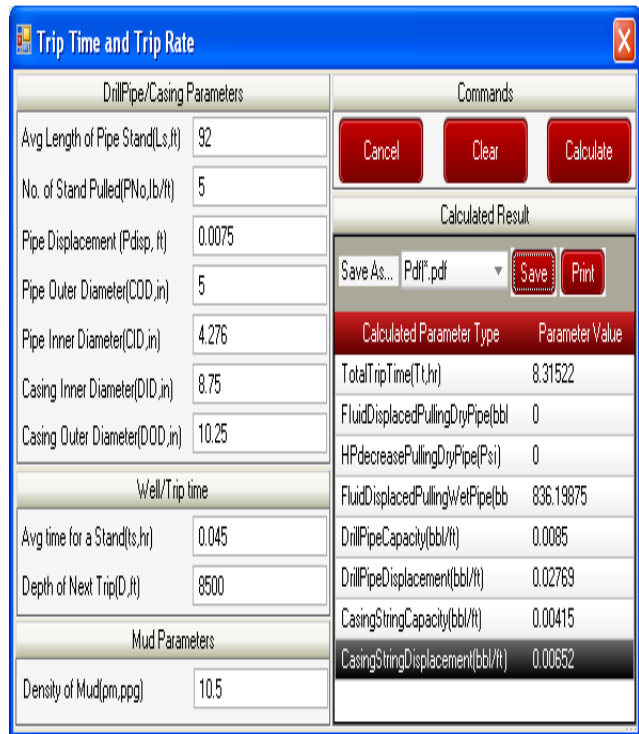 Trip Time and Trip Rate
DrillPipe/Casing Parameters
Avg Length of Pipe Stand(Ls,ft) 92
No. of Stand Pulled(PNo,lb/ft) 5
Pipe Displacement (Pdisp, ft) 0.0075
Pipe Outer Diameter(COD,in) 5
Pipe Inner Diameter(CID,in) 4.276
Casing Inner Diameter(DID,in) 8.75
Casing Outer Diameter(DOD,in) 10.25
Well/Trip time
Avg time for a Stand(ts,hr) 0.045
Depth of Next Trip(D,ft) 8500
Mud Parameters
Density of Mud(ρm,ppg) 10.5
Commands
Cancel Clear Calculate
Calculated Result
Save As... Pdf|*.pdf Save Print
Calculated Parameter Type Parameter Value
TotalTripTime(Tt,hr) 8.31522
FluidDisplacedPullingDryPipe(bbl 0
HPdecreasePullingDryPipe(Psi) 0
FluidDisplacedPullingWetPipe(bb 836.19875
DrillPipeCapacity(bbl/ft) 0.0085
DrillPipeDisplacement(bbl/ft) 0.02769
CasingStringCapacity(bbl/ft) 0.00415
CasingStringDisplacement(bbl/ft) 0.00652